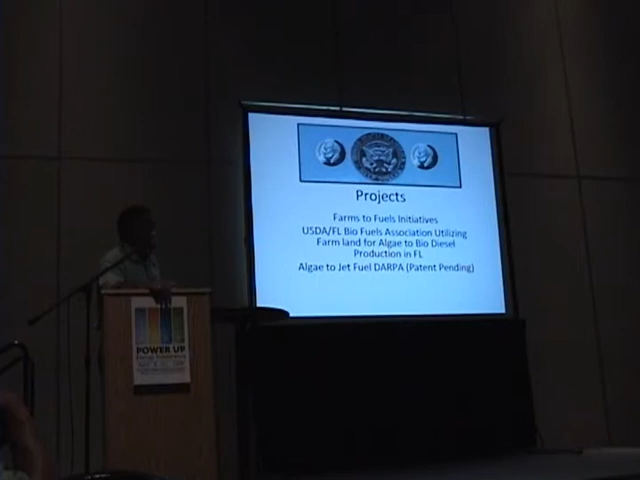 Projects
Farms to Fuels Initiatives
USDA/FL Bio Fuels Association Utilizing
Farm land for Algae to Bio Diesel
Production in FL
Algae to Jet Fuel DARPA (Patent Pending)
POWER UP